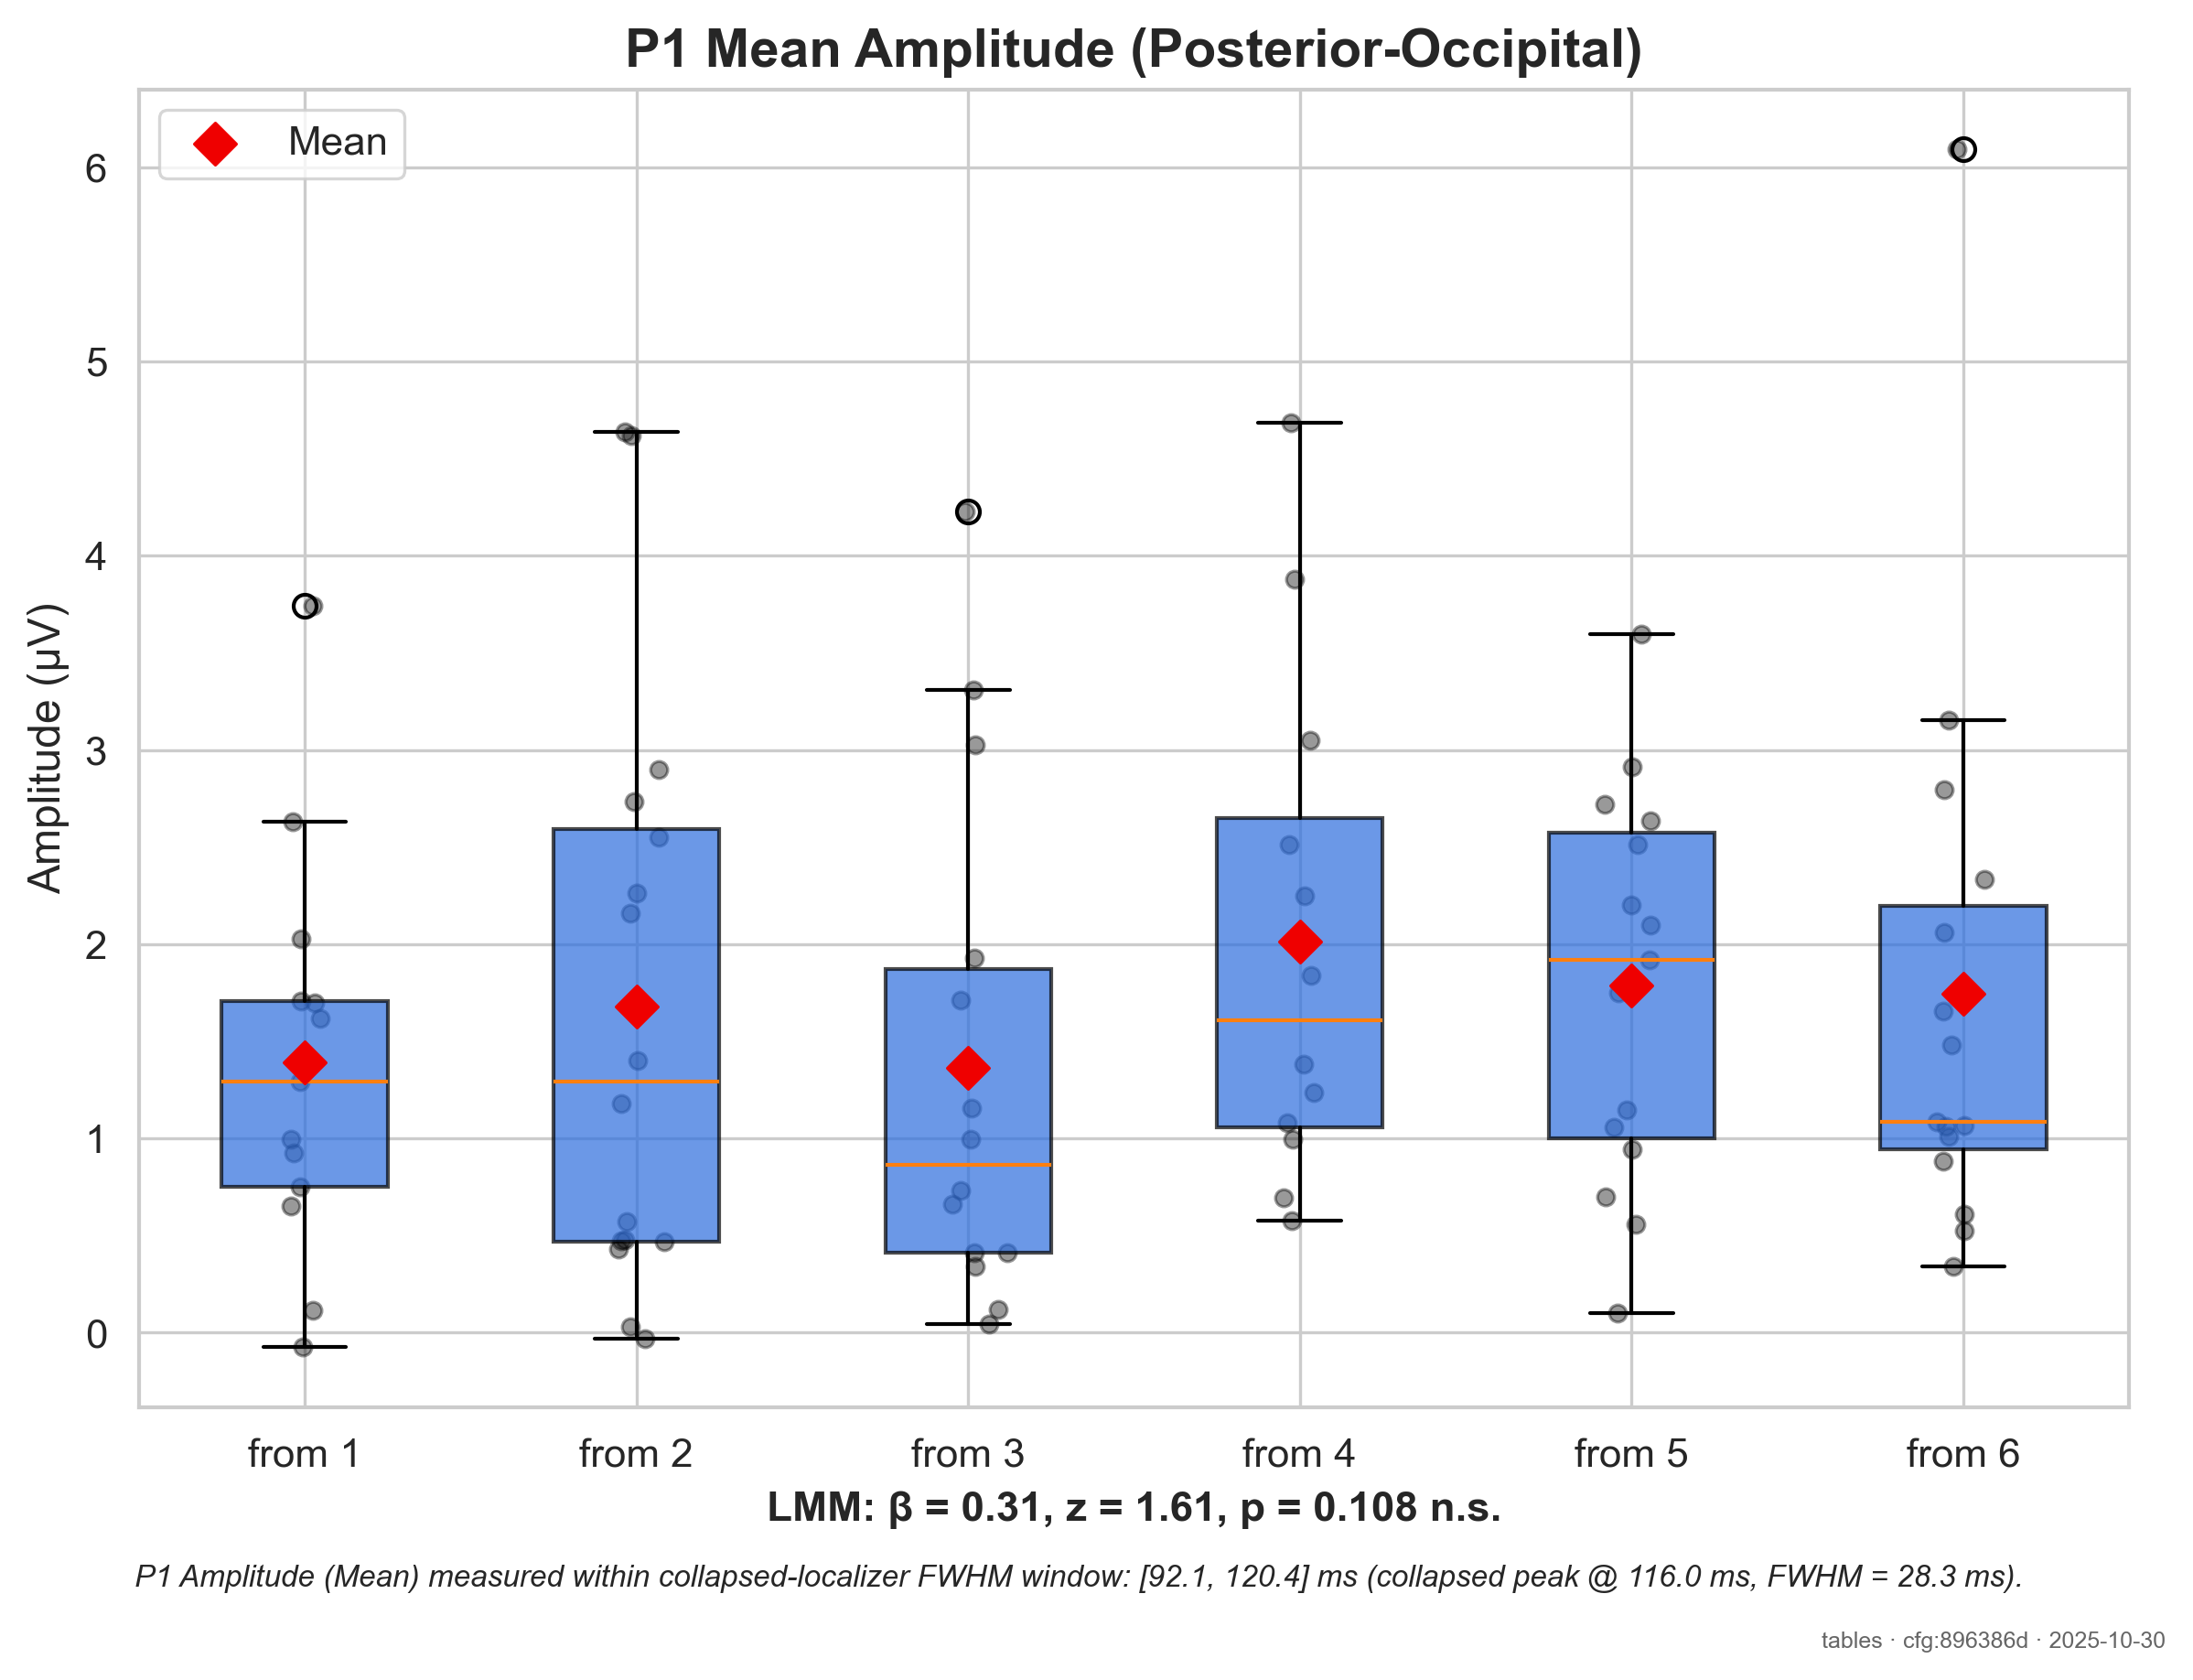 P1 Mean Amplitude (Posterior-Occipital)
Mean
6
5
4
3
2
1
0
Amplitude (μV)
from 1
from 2
from 3
from 4
from 5
from 6
LMM: β = 0.31, z = 1.61, p = 0.108 n.s.
P1 Amplitude (Mean) measured within collapsed-localizer FWHM window: [92.1, 120.4] ms (collapsed peak @ 116.0 ms, FWHM = 28.3 ms).
tables · cfg:896386d · 2025-10-30